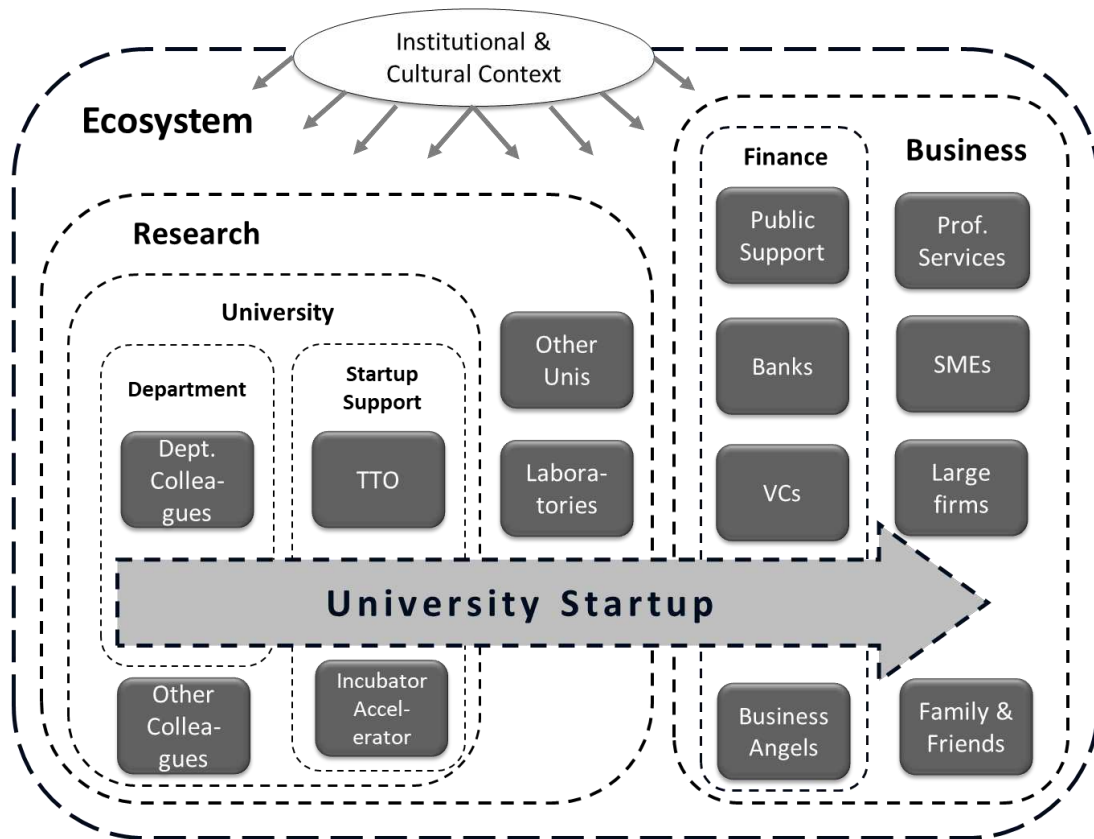 Institutional &
Cultural Context
Ecosystem
Research
University
Department
Dept.
Collea-
gues
Other
Collea-
gues
Startup
Support
TTO
Incubator
Accel-
erator
Other
Unis
Labora-
tories
Finance
Public
Support
Banks
VCs
Business
Angels
Business
Prof.
Services
SMEs
Large
firms
Family &
Friends
University Startup